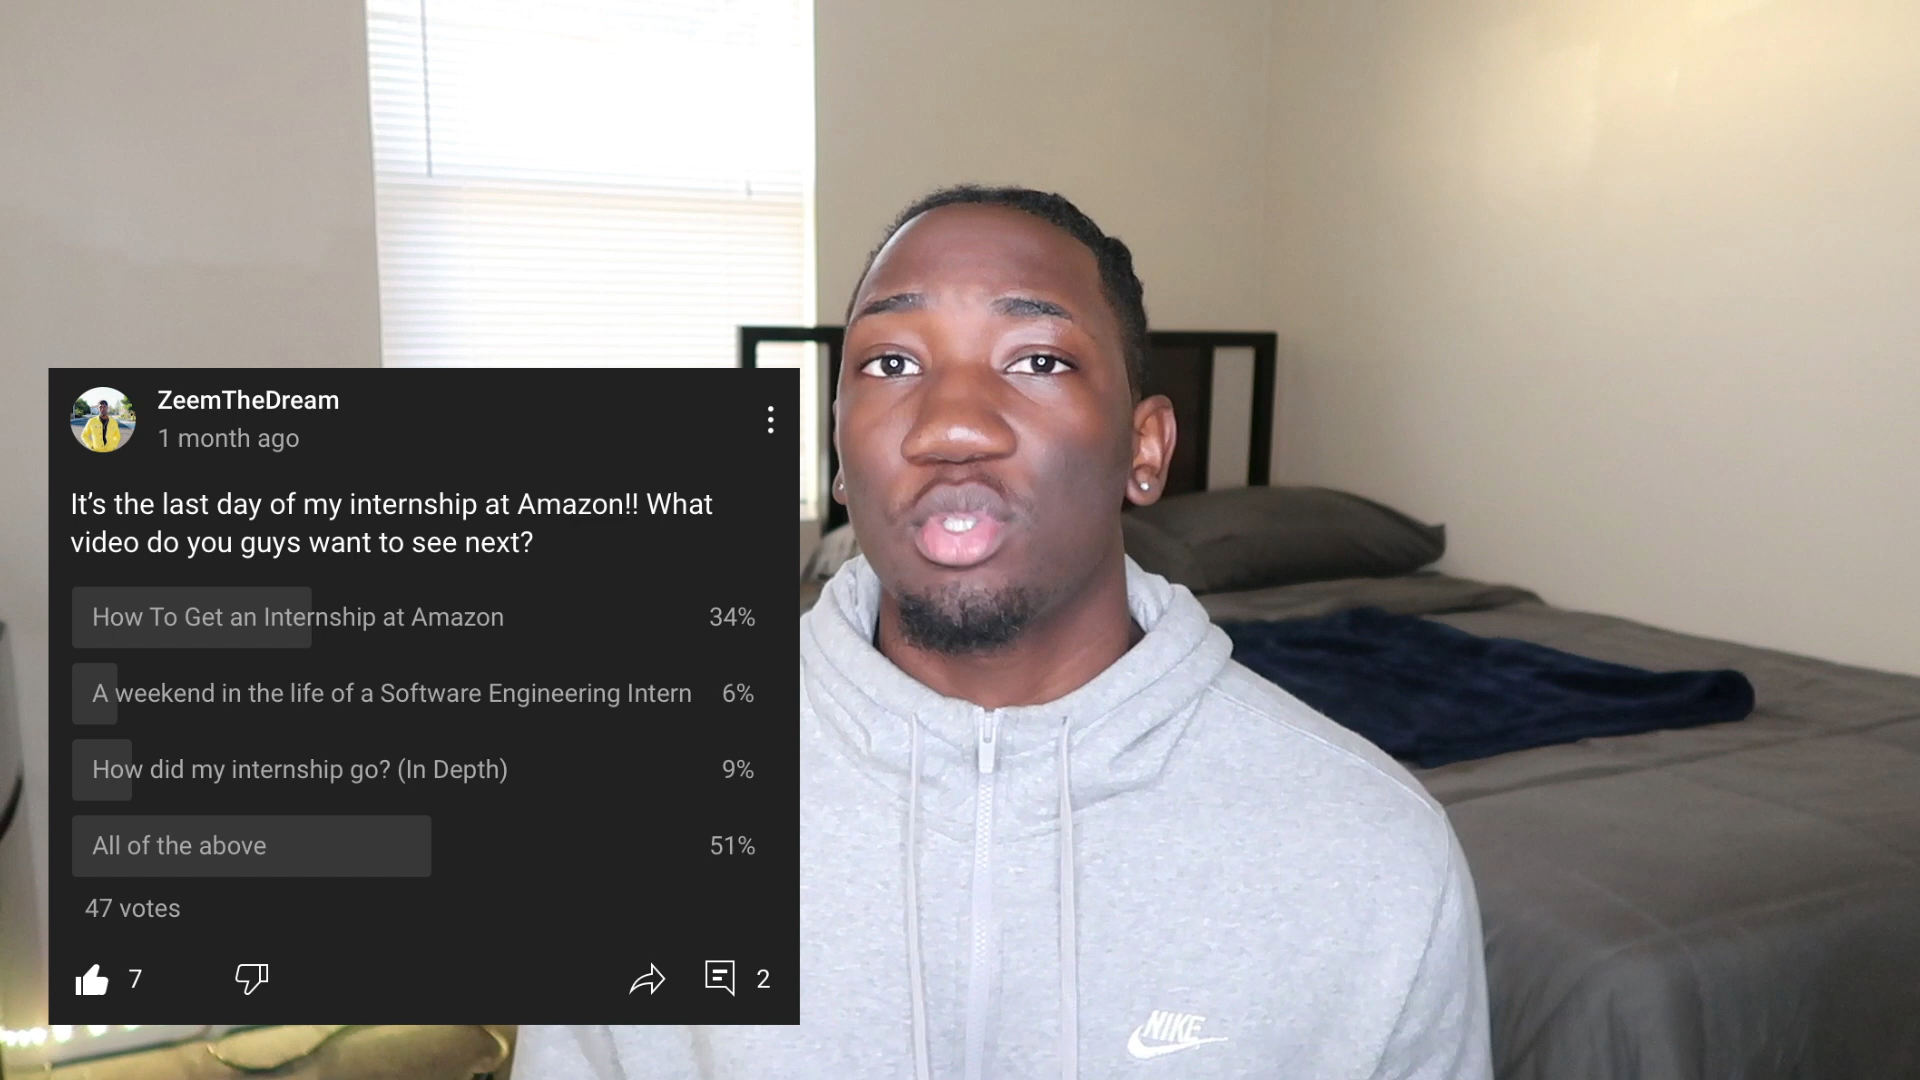 ZeemTheDream
1 month ago
It’s the last day of my internship at Amazon!! What
video do you guys want to see next?
How To Get an Internship at Amazon
34%
A weekend in the life of a Software Engineering Intern
6%
How did my internship go? (In Depth)
9%
All of the above
51%
47 votes
7
2
NIKE